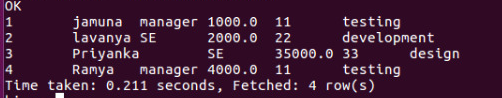 OK
1 jamuna manager 1000.0 11 testing
2 lavanya SE 2000.0 22 development
3 Priyanka SE 35000.0 33 design
4 Ramya manager 4000.0 11 testing
Time taken: 0.211 seconds, Fetched: 4 row(s)